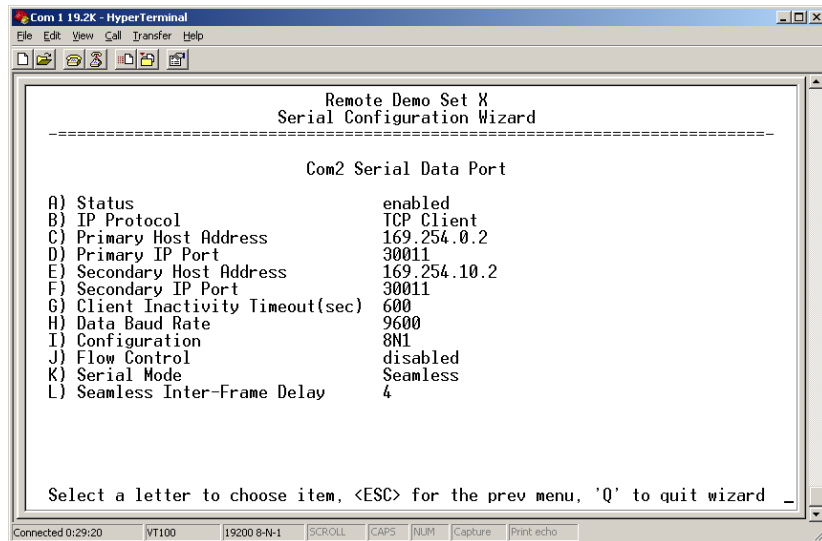 Com 1 19.2K - HyperTerminal
File Edit View Call Transfer Help
Remote Demo Set X
Serial Configuration Wizard
-==========================================================================-
Com2 Serial Data Port
A) Status enabled
B) IP Protocol TCP Client
C) Primary Host Address 169.254.0.2
D) Primary IP Port 30011
E) Secondary Host Address 169.254.10.2
F) Secondary IP Port 30011
G) Client Inactivity Timeout(sec) 600
H) Data Baud Rate 9600
I) Configuration 8N1
J) Flow Control disabled
K) Serial Mode Seamless
L) Seamless Inter-Frame Delay 4
Select a letter to choose item, <ESC> for the prev menu, 'Q' to quit wizard _
Connected 0:29:20 VT100 19200 8-N-1 SCROLL CAPS NUM Capture Print echo